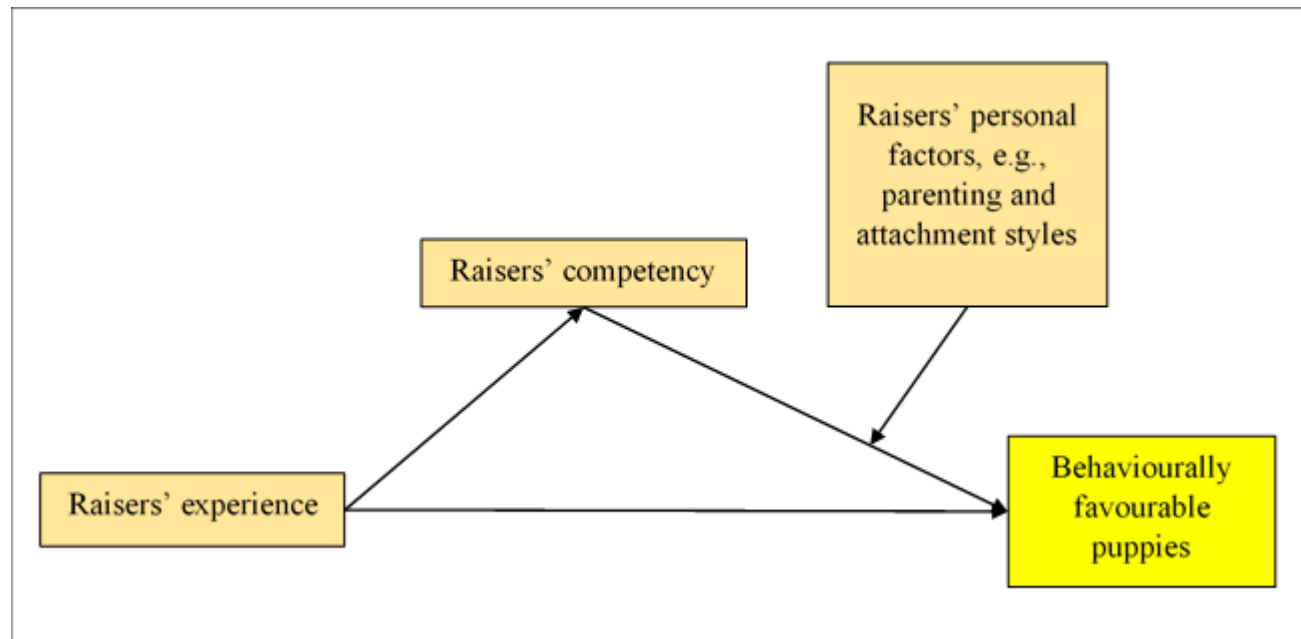 Raisers’ personal
factors, e.g.,
parenting and
attachment styles
Raisers’ competency
Raisers’ experience
Behaviourally
favourable
puppies